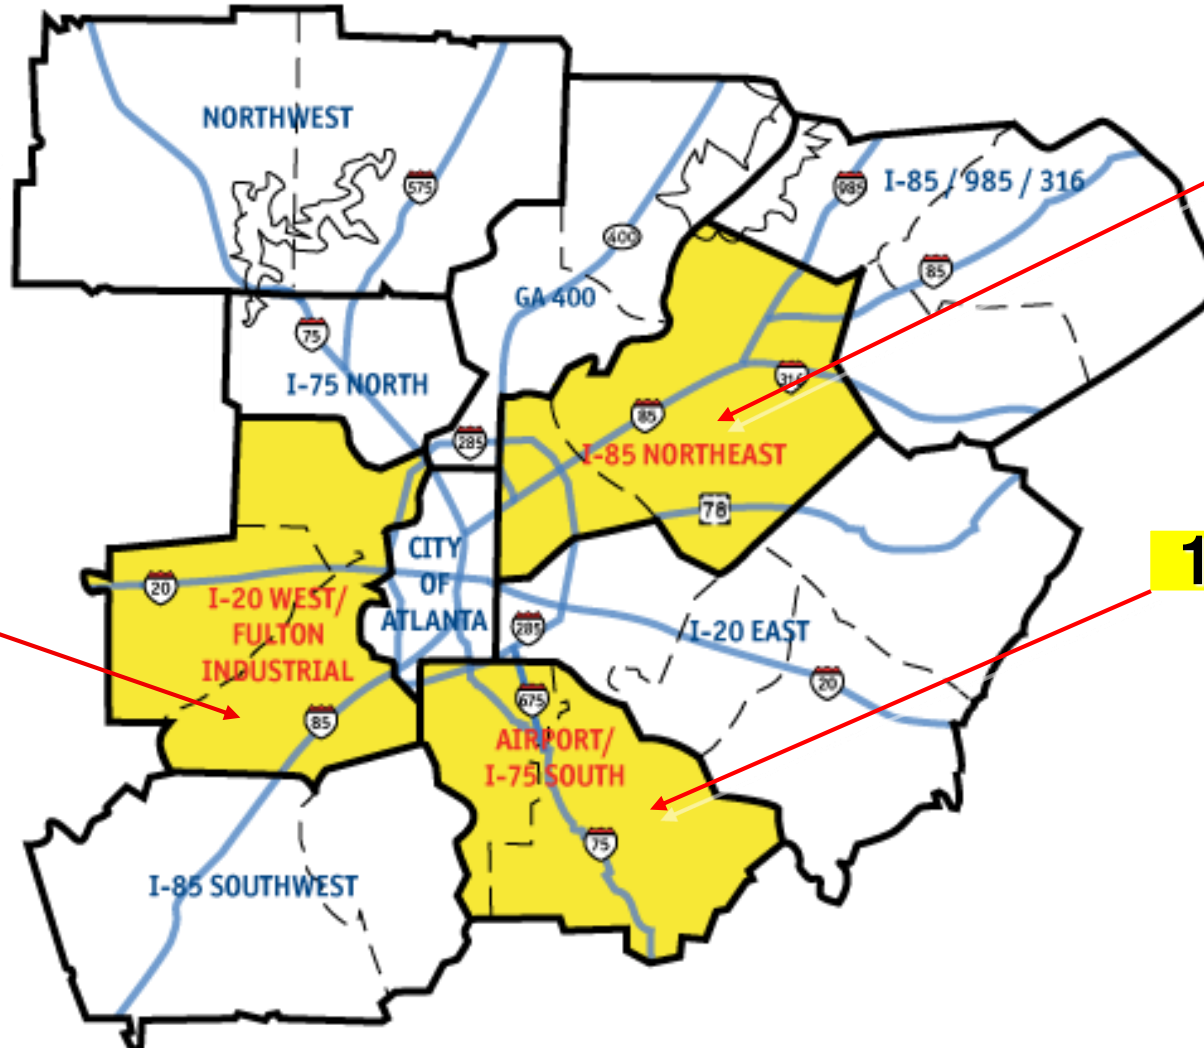 NORTHWEST
575
985
I-85 / 985 / 316
400
85
GA 400
75
I-75 NORTH
316
85
285
I-85 NORTHEAST
78
CITY
OF
ATLANTA
20
I-20 WEST/
FULTON
INDUSTRIAL
285
I-20 EAST
20
675
85
AIRPORT/
I-75 SOUTH
75
I-85 SOUTHWEST
1